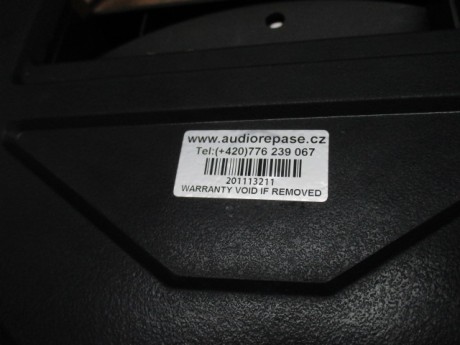 www.audiorepase.cz
Tel:(+420)776 239 067
201113211
WARRANTY VOID IF REMOVED